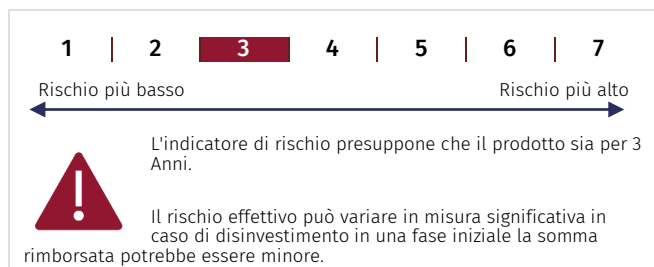 1 | 2 | 3 | 4 | 5 | 6 | 7
Rischio più basso Rischio più alto
L'indicatore di rischio presuppone che il prodotto sia per 3
Anni.
Il rischio effettivo può variare in misura significativa in
caso di disinvestimento in una fase iniziale la somma
rimborsata potrebbe essere minore.